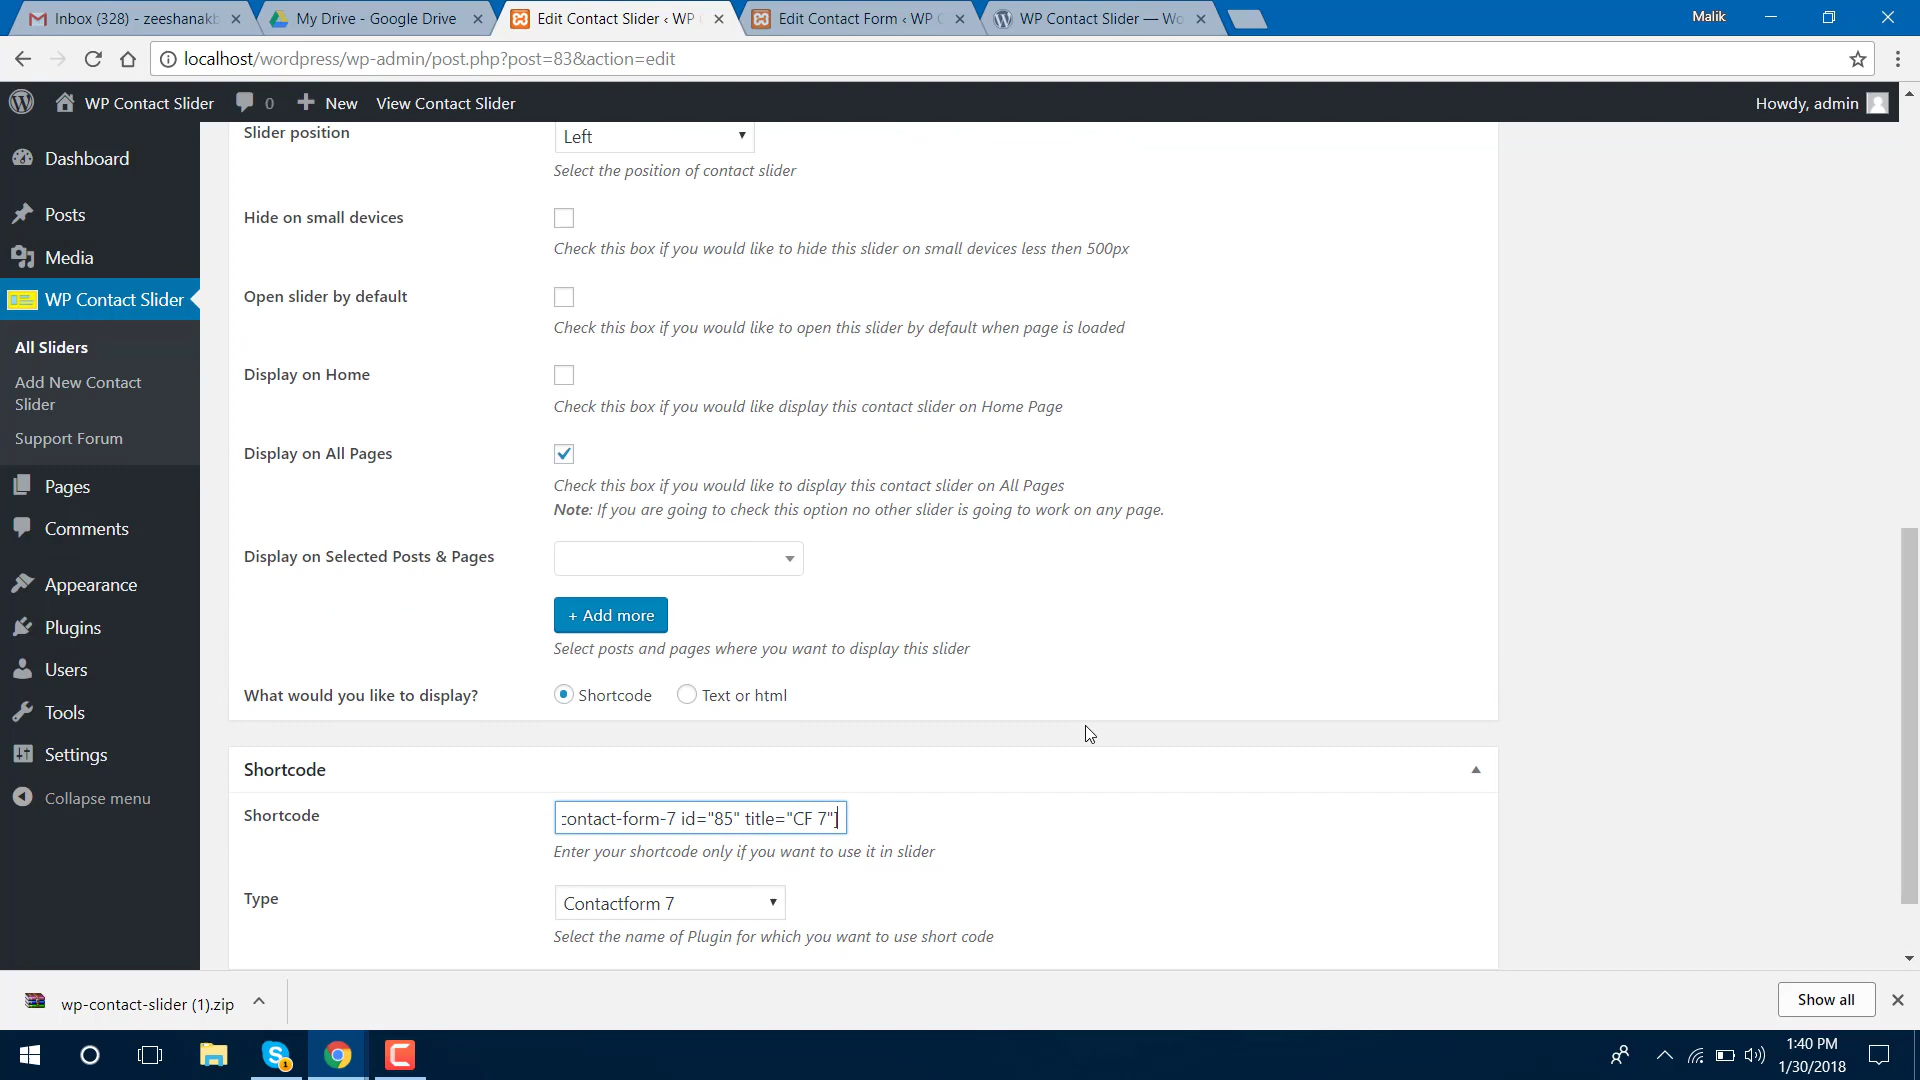 Inbox (328) - zeeshanakb
My Drive - Google Drive
Edit Contact Slider ‹ WP
Edit Contact Form ‹ WP C
WP Contact Slider — Wo
Malik
localhost/wordpress/wp-admin/post.php?post=83&action=edit
WP Contact Slider
0
New
View Contact Slider
Howdy, admin
Dashboard
Posts
Media
WP Contact Slider
All Sliders
Add New Contact
Slider
Support Forum
Pages
Comments
Appearance
Plugins
Users
Tools
Settings
Collapse menu
Slider position
Left
Select the position of contact slider
Hide on small devices
Check this box if you would like to hide this slider on small devices less then 500px
Open slider by default
Check this box if you would like to open this slider by default when page is loaded
Display on Home
Check this box if you would like display this contact slider on Home Page
Display on All Pages
Check this box if you would like to display this contact slider on All Pages
Note: If you are going to check this option no other slider is going to work on any page.
Display on Selected Posts & Pages
+ Add more
Select posts and pages where you want to display this slider
What would you like to display?
Shortcode
Text or html
Shortcode
Shortcode
contact-form-7 id="85" title="CF 7"]
Enter your shortcode only if you want to use it in slider
Type
Contactform 7
Select the name of Plugin for which you want to use short code
wp-contact-slider (1).zip
Show all
1
1:40 PM
1/30/2018